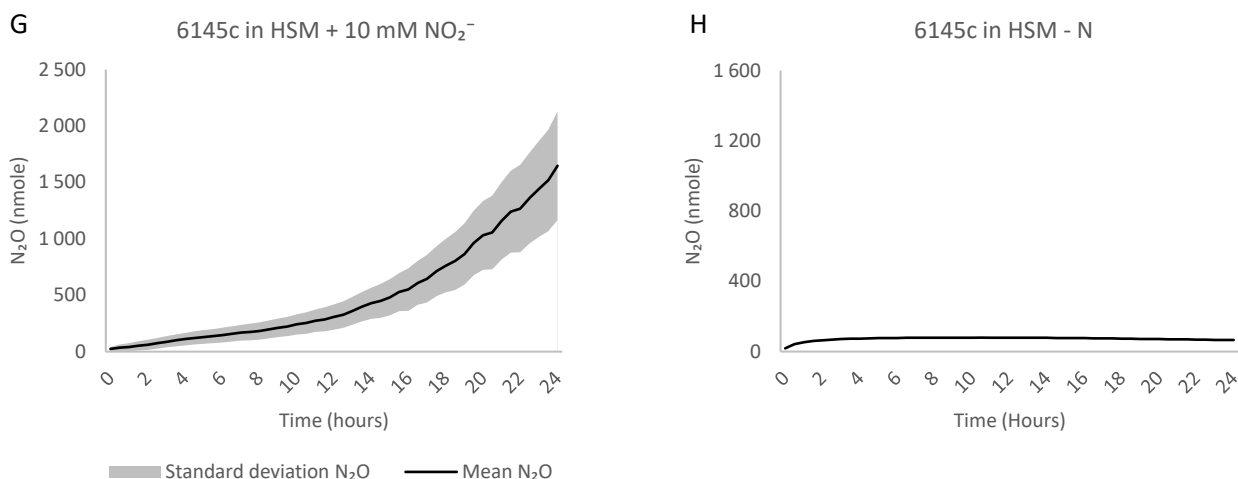 G
6145c in HSM + 10 mM NO₂⁻
N₂O (nmole)
2 500
2 000
1 500
1 000
500
0
0 2 4 6 8 10 12 14 16 18 20 22 24
Time (hours)
Standard deviation N₂O Mean N₂O
H
6145c in HSM - N
N₂O (nmole)
1 600
1 200
800
400
0
0 2 4 6 8 10 12 14 16 18 20 22 24
Time (Hours)